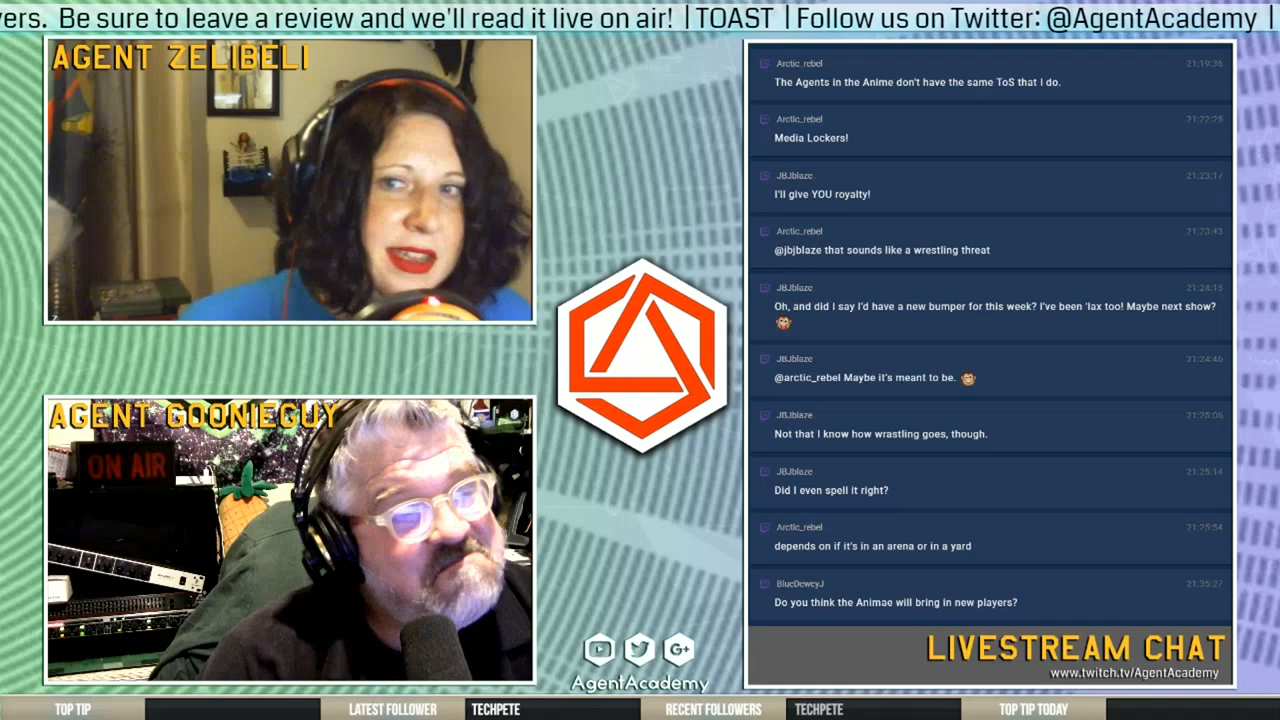 ers. Be sure to leave a review and we'll read it live on air! | TOAST | Follow us on Twitter: @AgentAcademy |
AGENT ZELIBELI
AGENT GOONIEGUY
ON AIR
Arctic_rebel 21:19:36
The Agents in the Anime don't have the same ToS that I do.
Arctic_rebel 21:22:25
Media Lockers!
JBJblaze 21:23:17
I'll give YOU royalty!
Arctic_rebel 21:23:43
@jbjblaze that sounds like a wrestling threat
JBJblaze 21:24:15
Oh, and did I say I'd have a new bumper for this week? I've been 'lax too! Maybe next show?
JBJblaze 21:24:46
@arctic_rebel Maybe it's meant to be.
JBJblaze 21:25:06
Not that I know how wrastling goes, though.
JBJblaze 21:25:14
Did I even spell it right?
Arctic_rebel 21:25:54
depends on if it's in an arena or in a yard
BlueDeweyJ 21:35:27
Do you think the Animae will bring in new players?
LIVESTREAM CHAT
www.twitch.tv/AgentAcademy
G+
AgentAcademy
TOP TIP
LATEST FOLLOWER TECHPETE
RECENT FOLLOWERS TECHPETE
TOP TIP TODAY